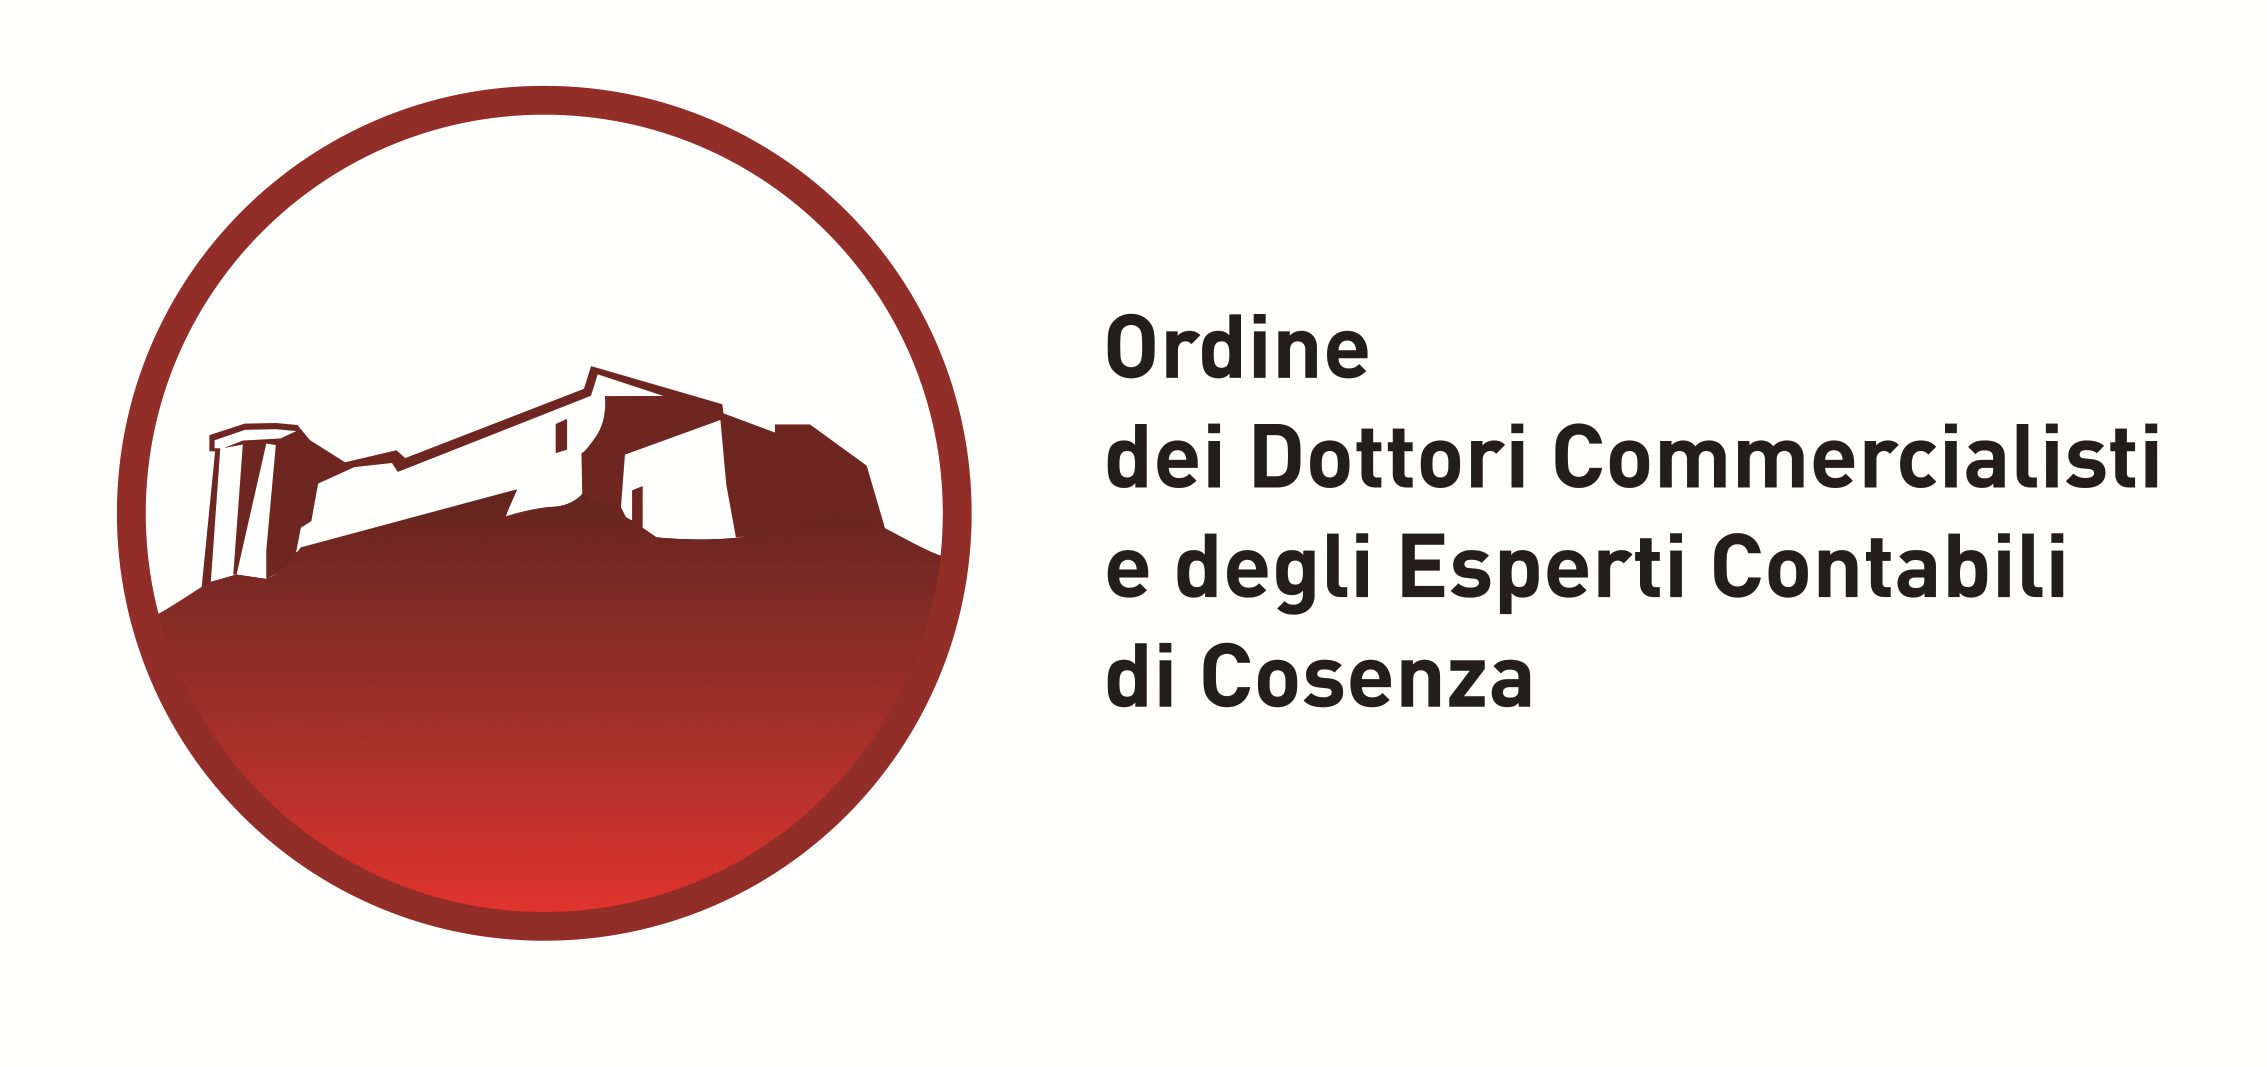 Ordine
dei Dottori Commercialisti
e degli Esperti Contabili
di Cosenza